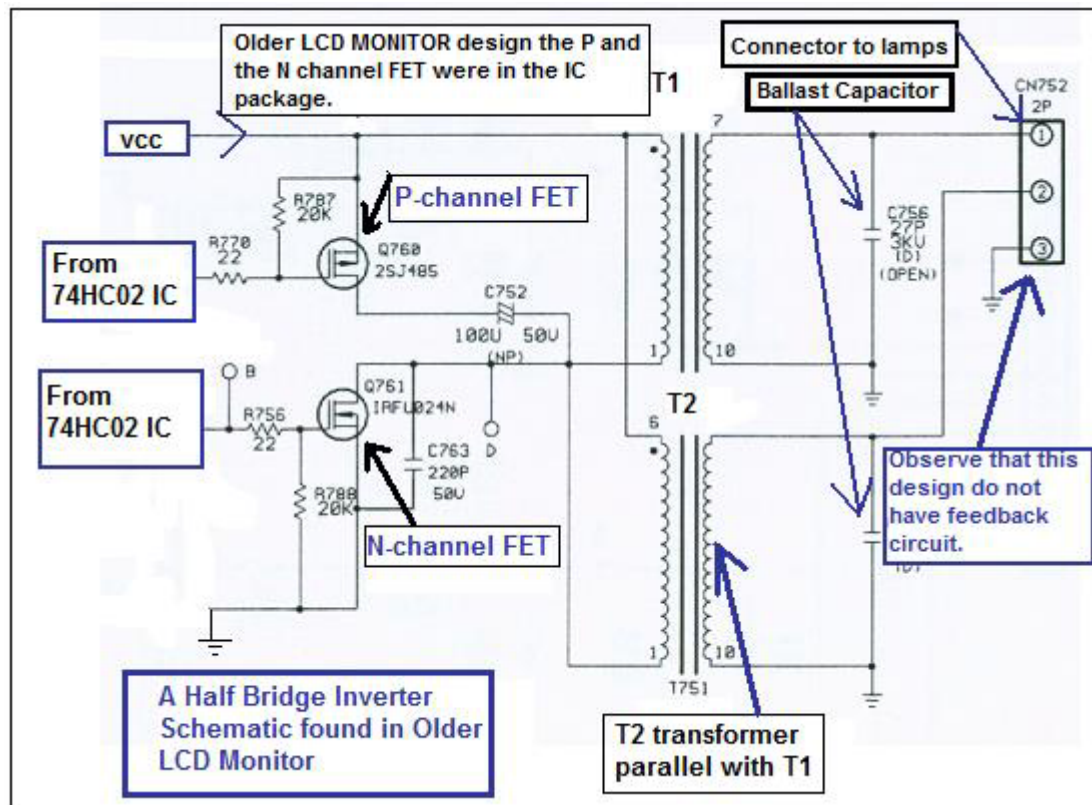 Older LCD MONITOR design the P and
the N channel FET were in the IC
package.
T1
Connector to lamps
Ballast Capacitor
CN752
2P
vcc
7
1
R787
20K
P-channel FET
2
C756
27P
3KV
(D)
(OPEN)
R770
22
Q760
2SJ485
From
74HC02 IC
3
C752
100U 50V
(NP)
1
10
B
Q761
IRFU024N
From
74HC02 IC
R756
22
T2
6
D
C763
220P
50V
R788
20K
Observe that this
design do not
have feedback
circuit.
N-channel FET
1
10
T751
A Half Bridge Inverter
Schematic found in Older
LCD Monitor
T2 transformer
parallel with T1